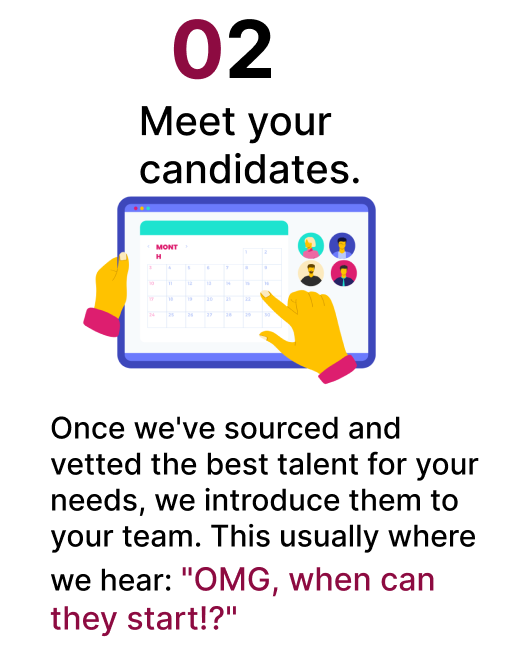 02
Meet your
candidates.
MONT
H
Once we've sourced and
vetted the best talent for your
needs, we introduce them to
your team. This usually where
we hear: "OMG, when can
they start!?"